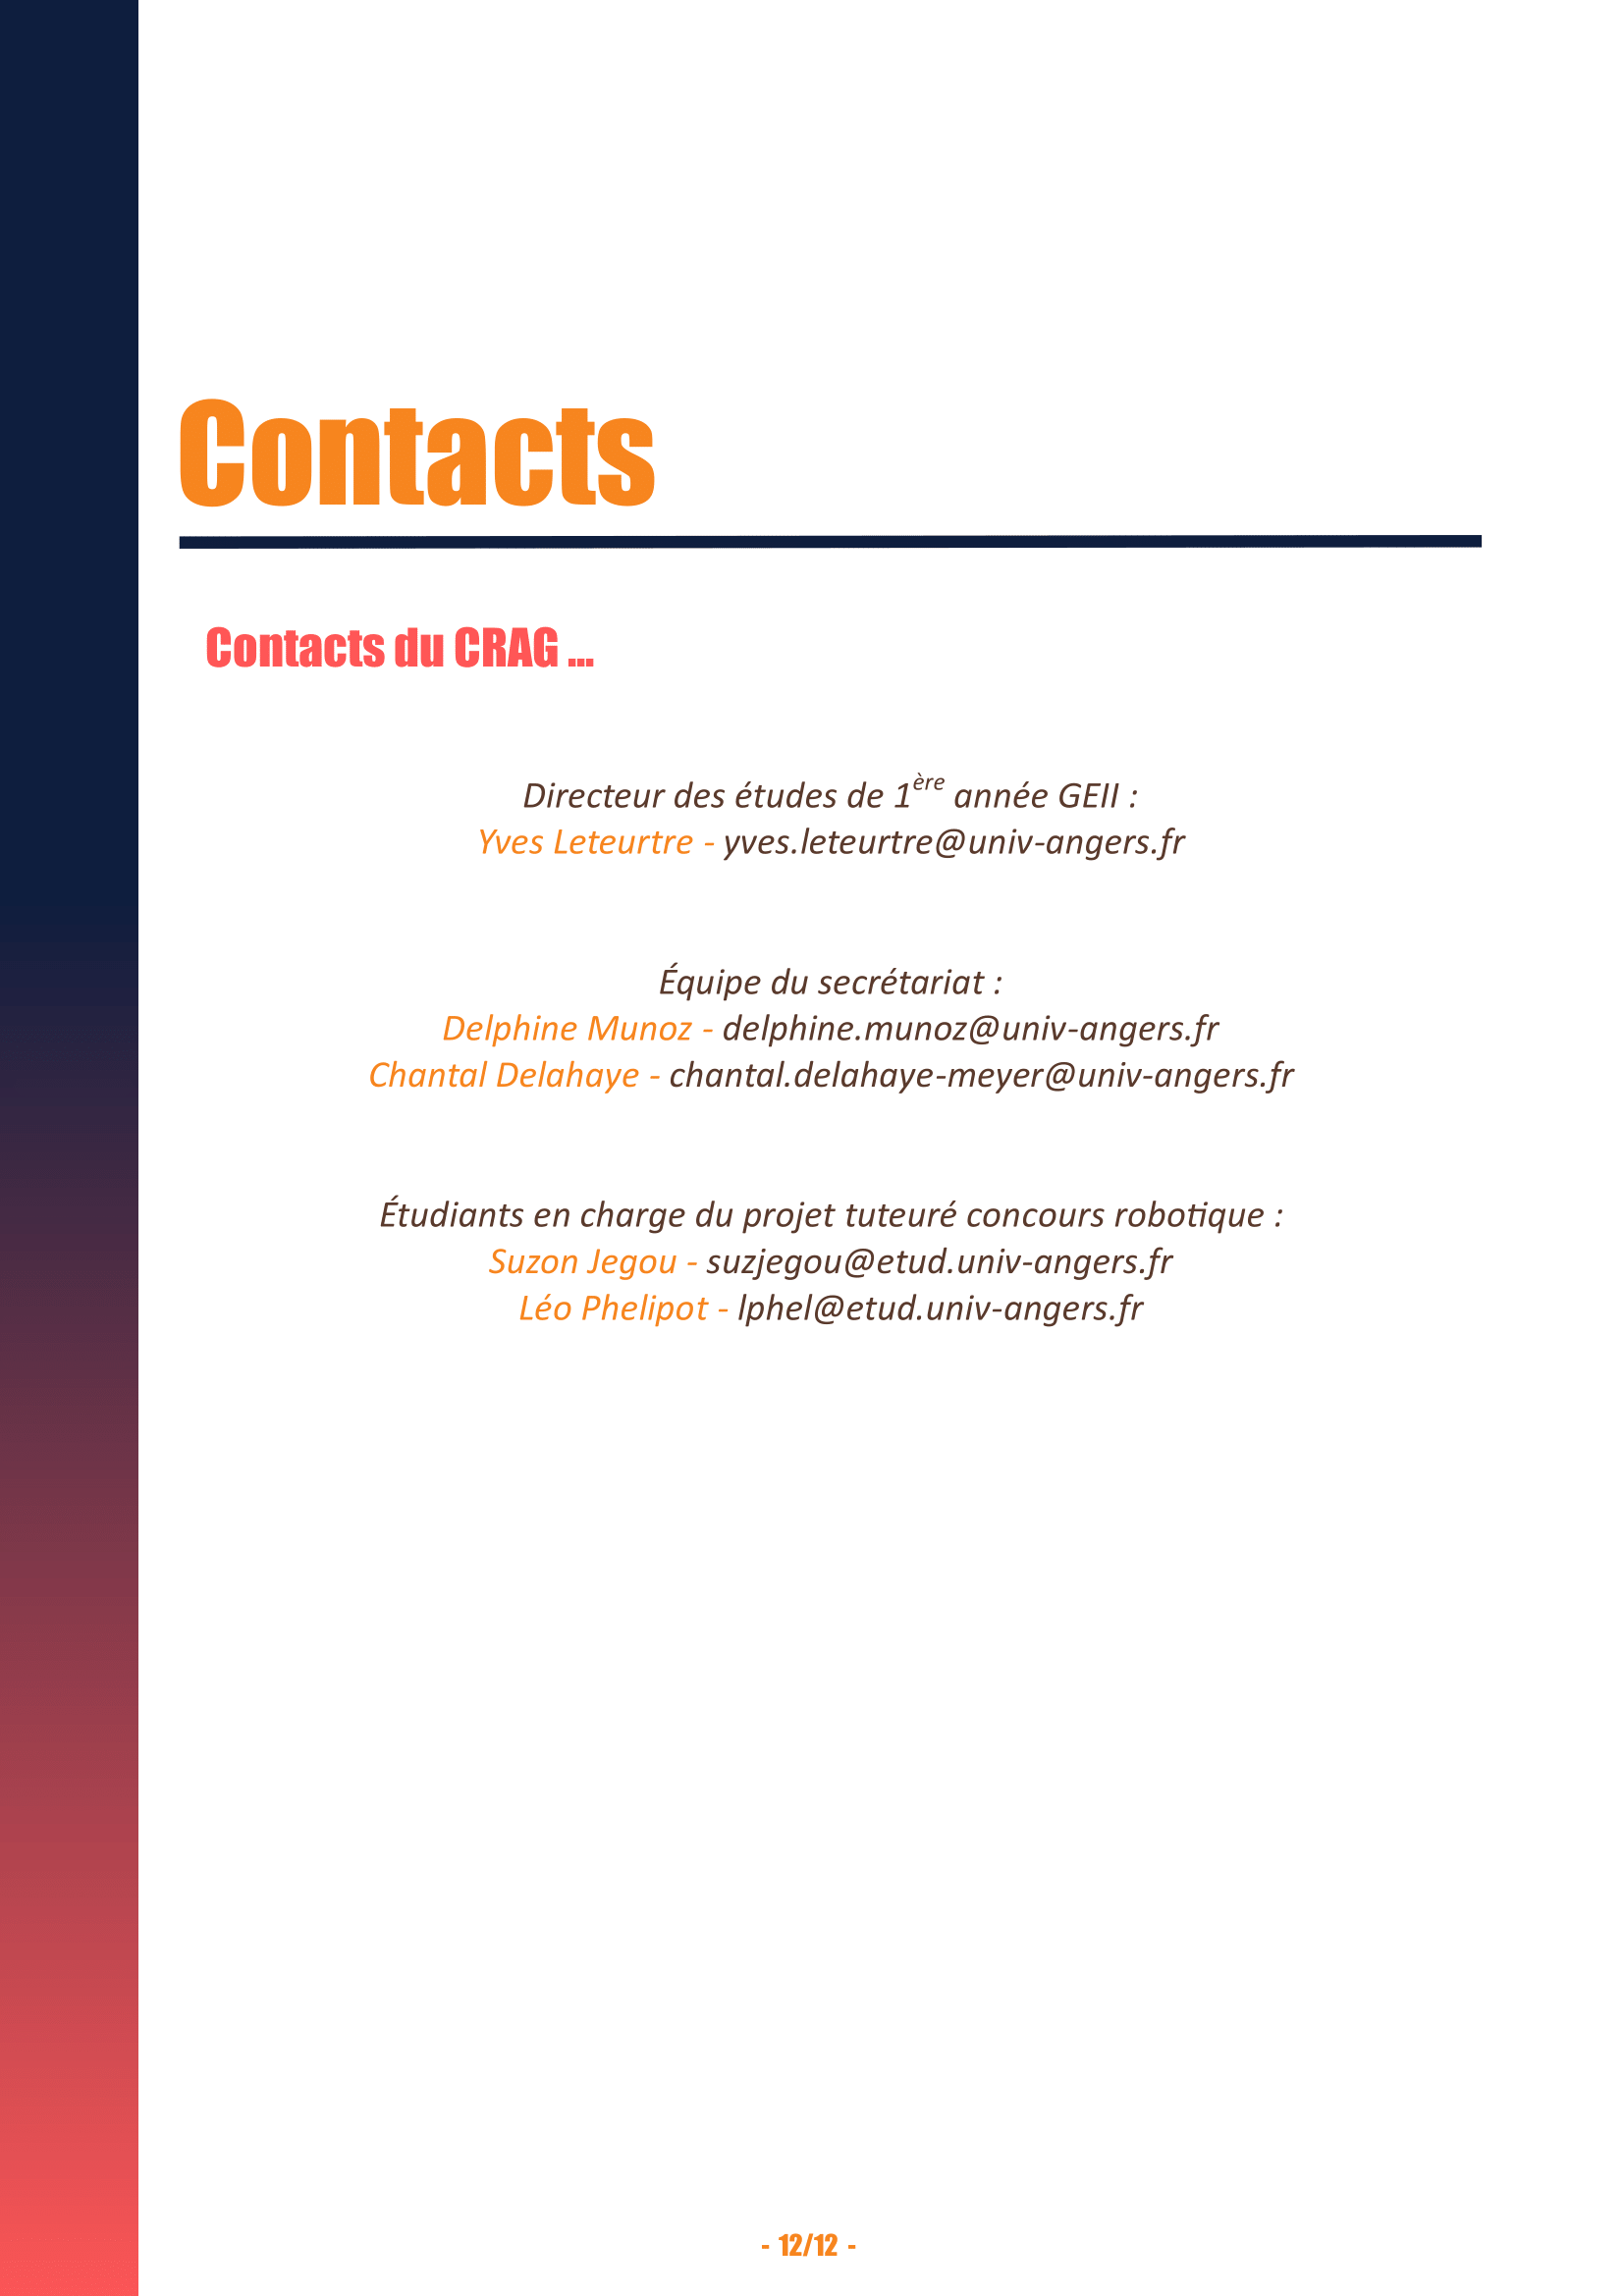 Contacts
Contacts du CRAG ...
Directeur des études de 1ère année GEII :
Yves Leteurtre - yves.leteurtre@univ-angers.fr
Équipe du secrétariat :
Delphine Munoz - delphine.munoz@univ-angers.fr
Chantal Delahaye - chantal.delahaye-meyer@univ-angers.fr
Étudiants en charge du projet tuteuré concours robotique :
Suzon Jegou - suzjegou@etud.univ-angers.fr
Léo Phelipot - lphel@etud.univ-angers.fr
- 12/12 -